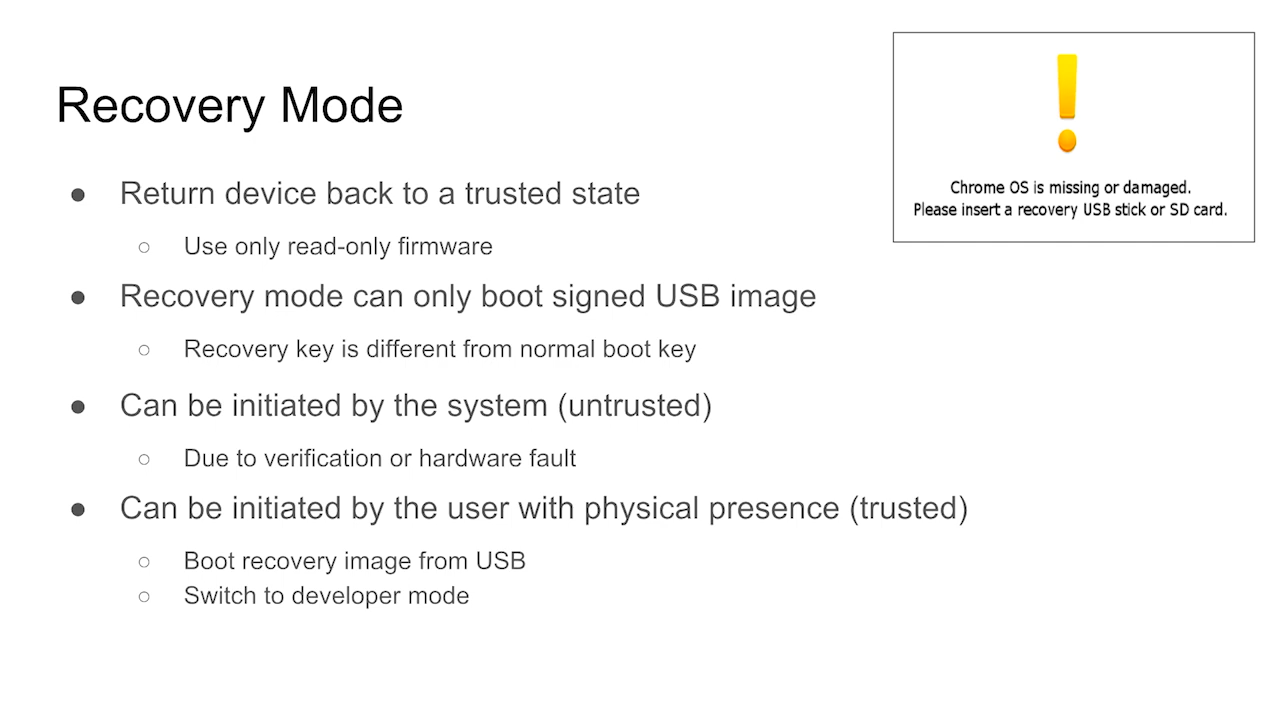 Recovery Mode
● Return device back to a trusted state
○ Use only read-only firmware
● Recovery mode can only boot signed USB image
○ Recovery key is different from normal boot key
● Can be initiated by the system (untrusted)
○ Due to verification or hardware fault
● Can be initiated by the user with physical presence (trusted)
○ Boot recovery image from USB
○ Switch to developer mode
!
Chrome OS is missing or damaged.
Please insert a recovery USB stick or SD card.